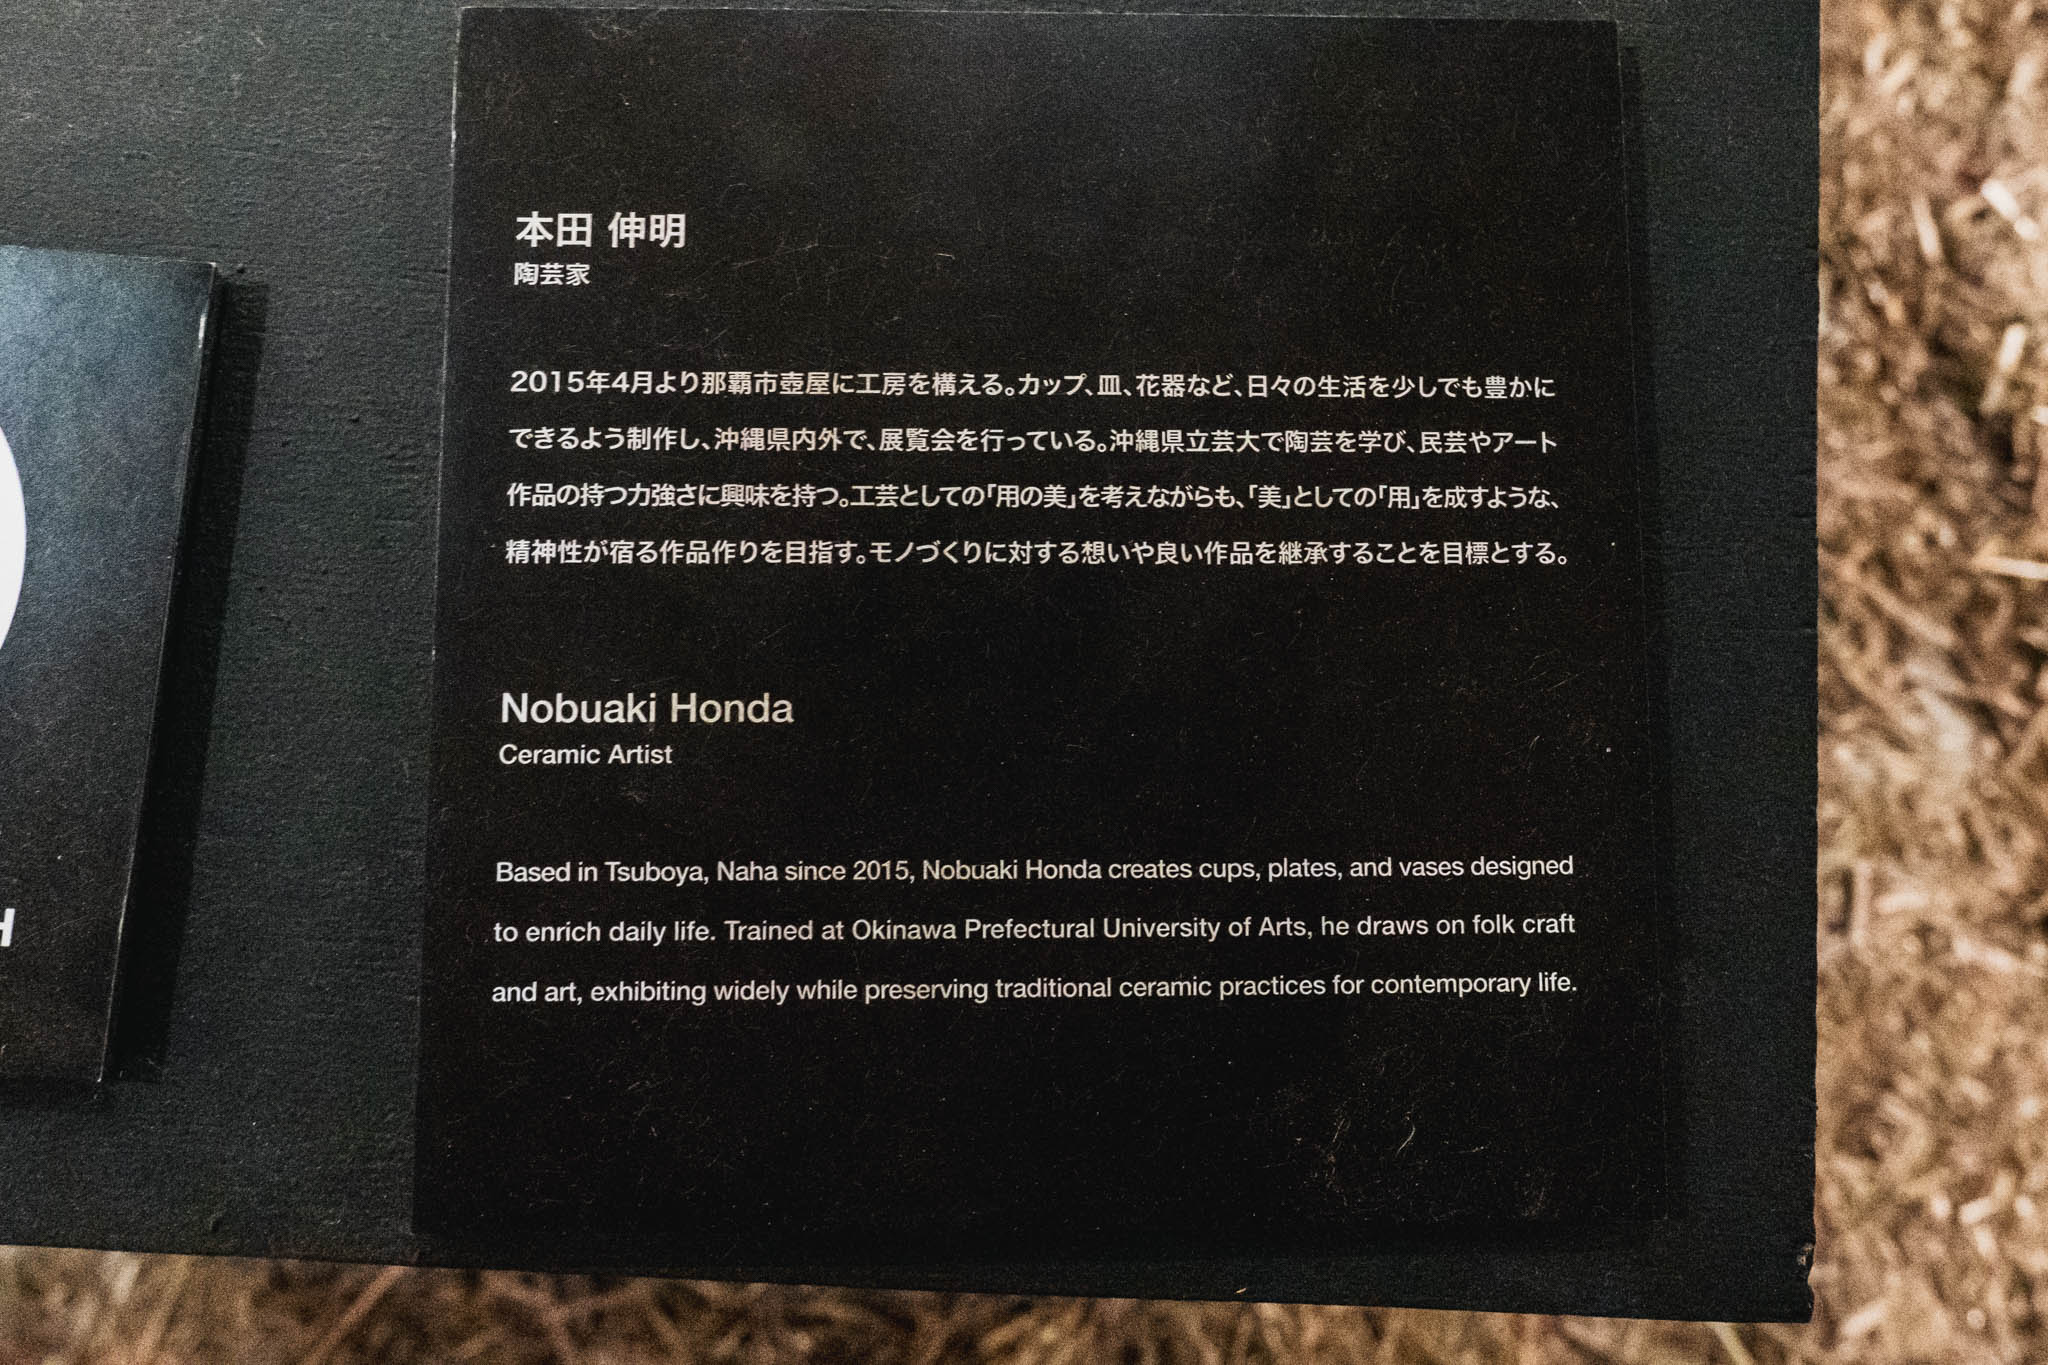 本田 伸明
陶芸家
2015年4月より那覇市壺屋に工房を構える。カップ、皿、花器など、日々の生活を少しでも豊かに
できるよう制作し、沖縄県内外で、展覧会を行っている。沖縄県立芸大で陶芸を学び、民芸やアート
作品の持つ力強さに興味を持つ。工芸としての「用の美」を考えながらも、「美」としての「用」を成すような、
精神性が宿る作品作りを目指す。モノづくりに対する想いや良い作品を継承することを目標とする。
Nobuaki Honda
Ceramic Artist
Based in Tsuboya, Naha since 2015, Nobuaki Honda creates cups, plates, and vases designed
to enrich daily life. Trained at Okinawa Prefectural University of Arts, he draws on folk craft
and art, exhibiting widely while preserving traditional ceramic practices for contemporary life.